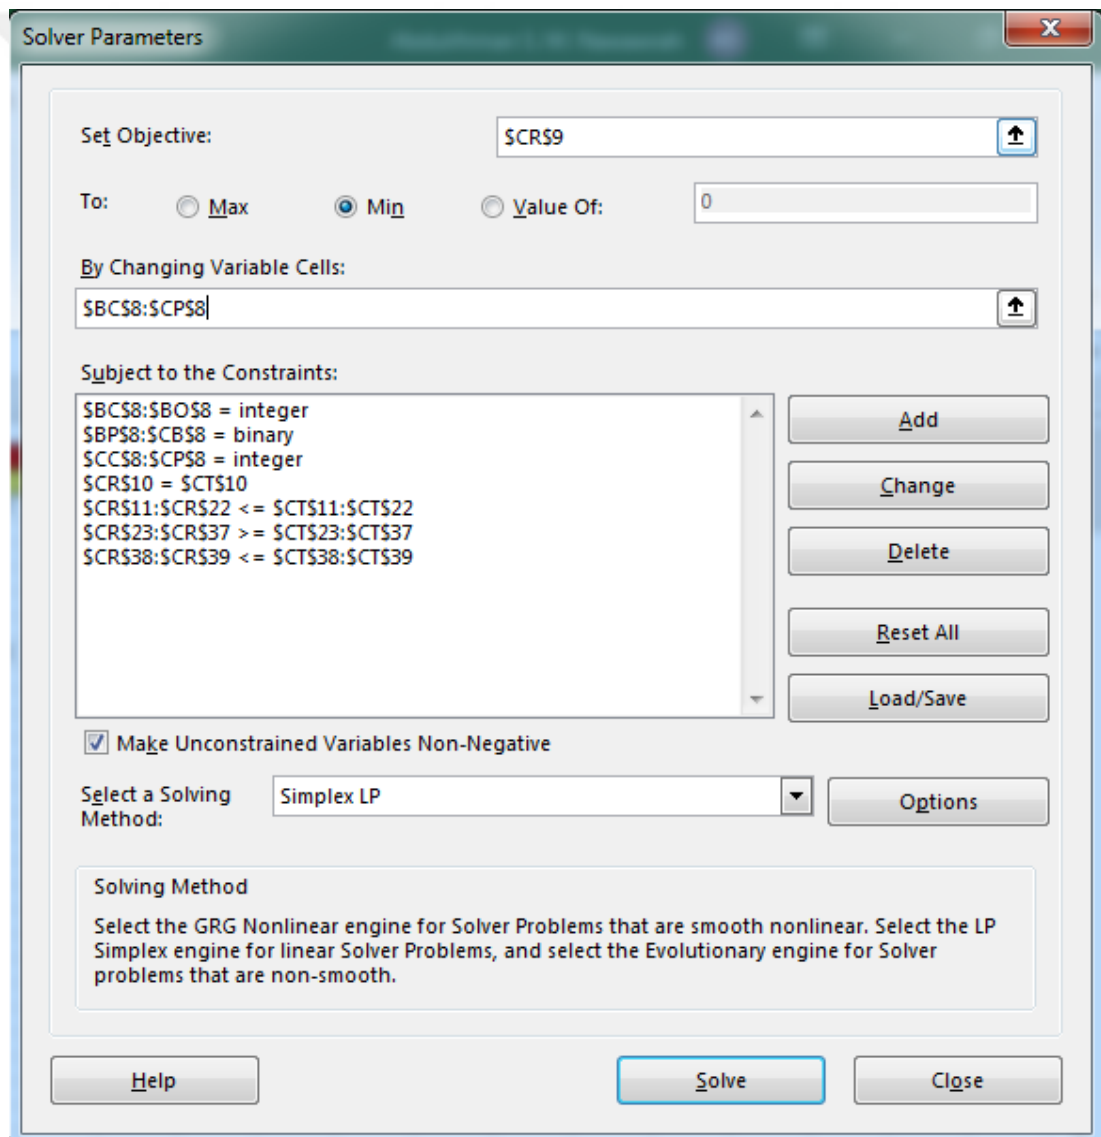 Solver Parameters
Set Objective:
$CR$9
To:
Max
Min
Value Of:
0
By Changing Variable Cells:
$BC$8:$CP$8
Subject to the Constraints:
$BC$8:$BO$8 = integer
$BP$8:$CB$8 = binary
$CC$8:$CP$8 = integer
$CR$10 = $CT$10
$CR$11:$CR$22 <= $CT$11:$CT$22
$CR$23:$CR$37 >= $CT$23:$CT$37
$CR$38:$CR$39 <= $CT$38:$CT$39
Add
Change
Delete
Reset All
Load/Save
Make Unconstrained Variables Non-Negative
Select a Solving
Method:
Simplex LP
Options
Solving Method
Select the GRG Nonlinear engine for Solver Problems that are smooth nonlinear. Select the LP
Simplex engine for linear Solver Problems, and select the Evolutionary engine for Solver
problems that are non-smooth.
Help
Solve
Close